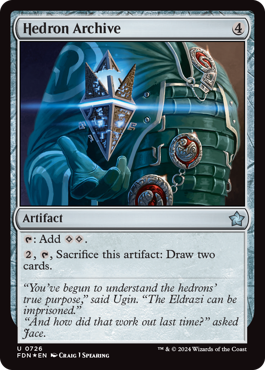 Hedron Archive 4
Artifact
: Add ◇◇.
2, , Sacrifice this artifact: Draw two
cards.
“You’ve begun to understand the hedrons’
true purpose,” said Ugin. “The Eldrazi can be
imprisoned.”
“And how did that work out last time?” asked
Jace.
U 0726
FDN★EN Craig J Spearing
™ & © 2024 Wizards of the Coast